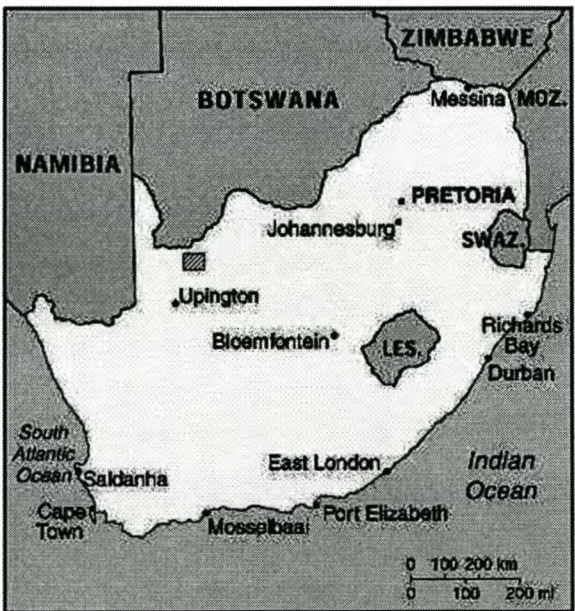 ZIMBABWE
BOTSWANA
Messina
MOZ.
NAMIBIA
PRETORIA
Johannesburg
SWAZ.
Upington
Bloemfontein
LES.
Richards
Bay
Durban
South
Atlantic
Ocean
Saldanha
East London
Indian
Ocean
Cape
Town
Mosselbaai
Port Elizabeth
0 100 200 km
0 100 200 mi